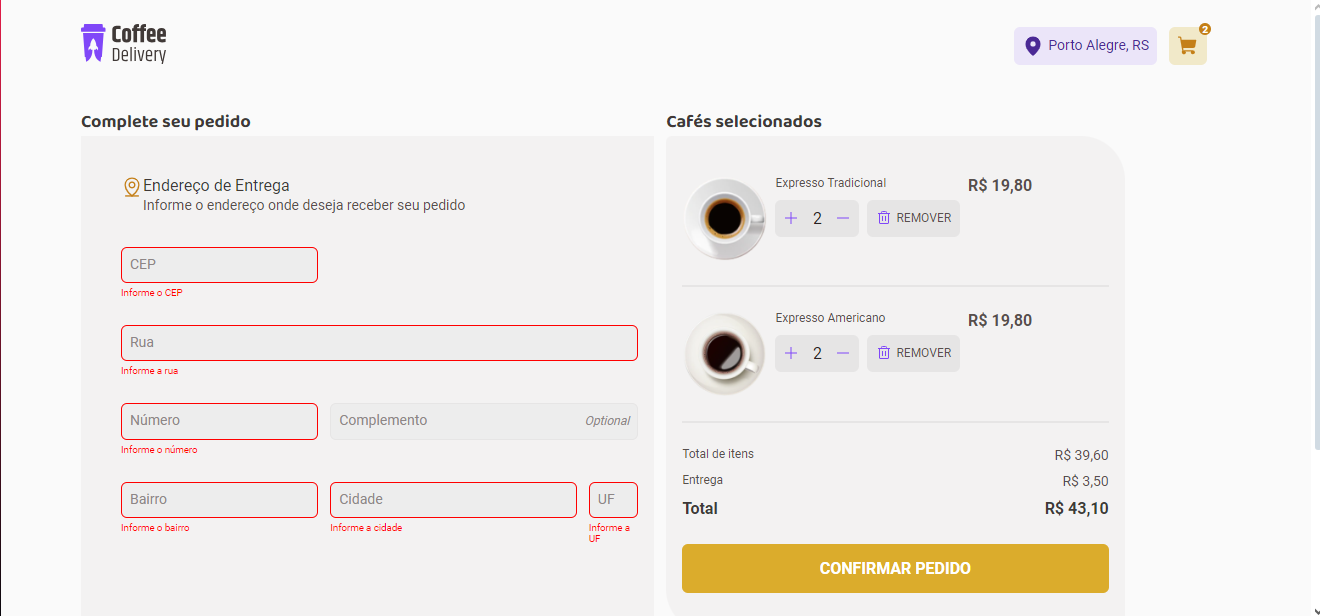 Coffee
Delivery
Porto Alegre, RS
2
Complete seu pedido
Endereço de Entrega
Informe o endereço onde deseja receber seu pedido
CEP
Informe o CEP
Rua
Informe a rua
Número
Complemento
Optional
Informe o número
Bairro
Cidade
UF
Informe o bairro
Informe a cidade
Informe a
UF
Cafés selecionados
Expresso Tradicional
R$ 19,80
+ 2 −
REMOVER
Expresso Americano
R$ 19,80
+ 2 −
REMOVER
Total de itens
R$ 39,60
Entrega
R$ 3,50
Total
R$ 43,10
CONFIRMAR PEDIDO